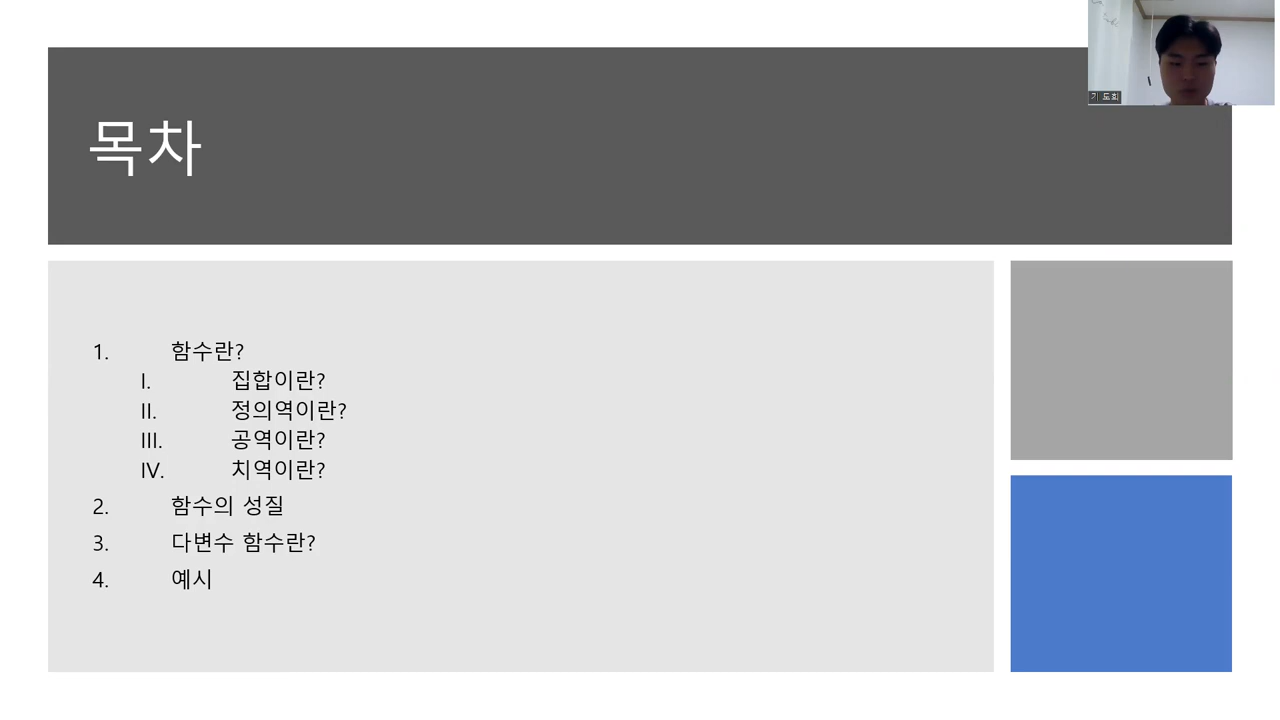 목차
1. 함수란?
I. 집합이란?
II. 정의역이란?
III. 공역이란?
IV. 치역이란?
2. 함수의 성질
3. 다변수 함수란?
4. 예시